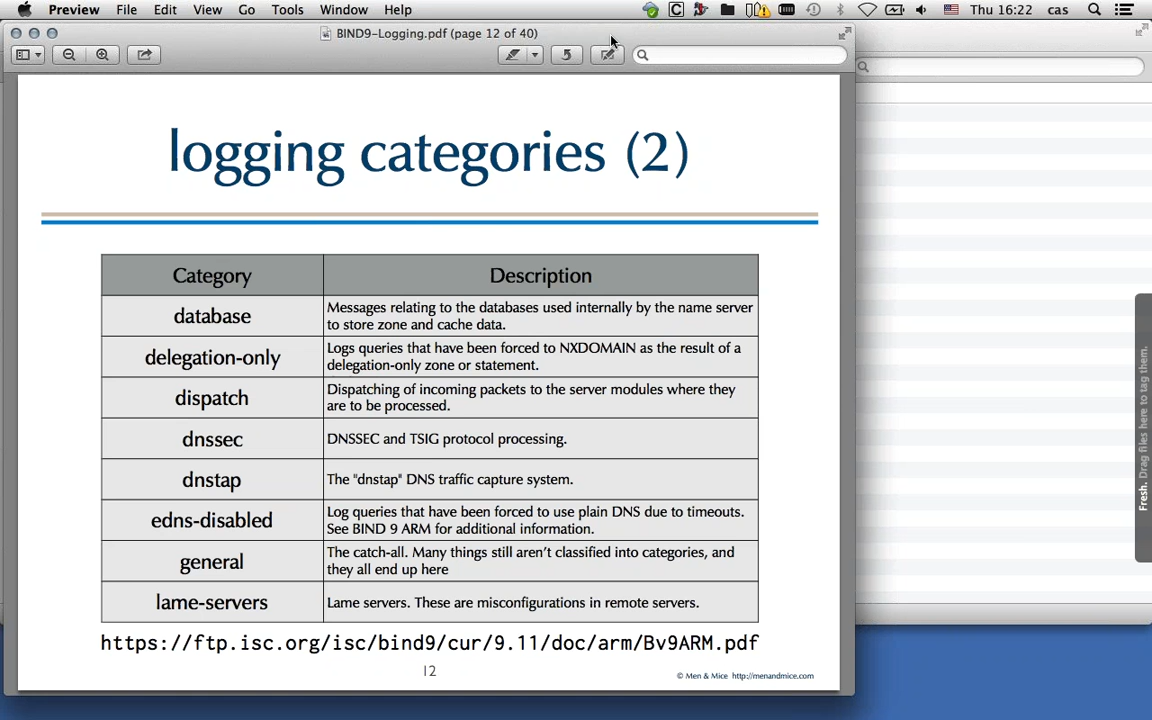 Preview File Edit View Go Tools Window Help Thu 16:22 cas
BIND9-Logging.pdf (page 12 of 40)
logging categories (2)
Category Description
database Messages relating to the databases used internally by the name server
to store zone and cache data.
delegation-only Logs queries that have been forced to NXDOMAIN as the result of a
delegation-only zone or statement.
dispatch Dispatching of incoming packets to the server modules where they
are to be processed.
dnssec DNSSEC and TSIG protocol processing.
dnstap The "dnstap" DNS traffic capture system.
edns-disabled Log queries that have been forced to use plain DNS due to timeouts.
See BIND 9 ARM for additional information.
general The catch-all. Many things still aren't classified into categories, and
they all end up here
lame-servers Lame servers. These are misconfigurations in remote servers.
https://ftp.isc.org/isc/bind9/cur/9.11/doc/arm/Bv9ARM.pdf
12
© Men & Mice http://menandmice.com
Fresh. Drag files here to tag them.